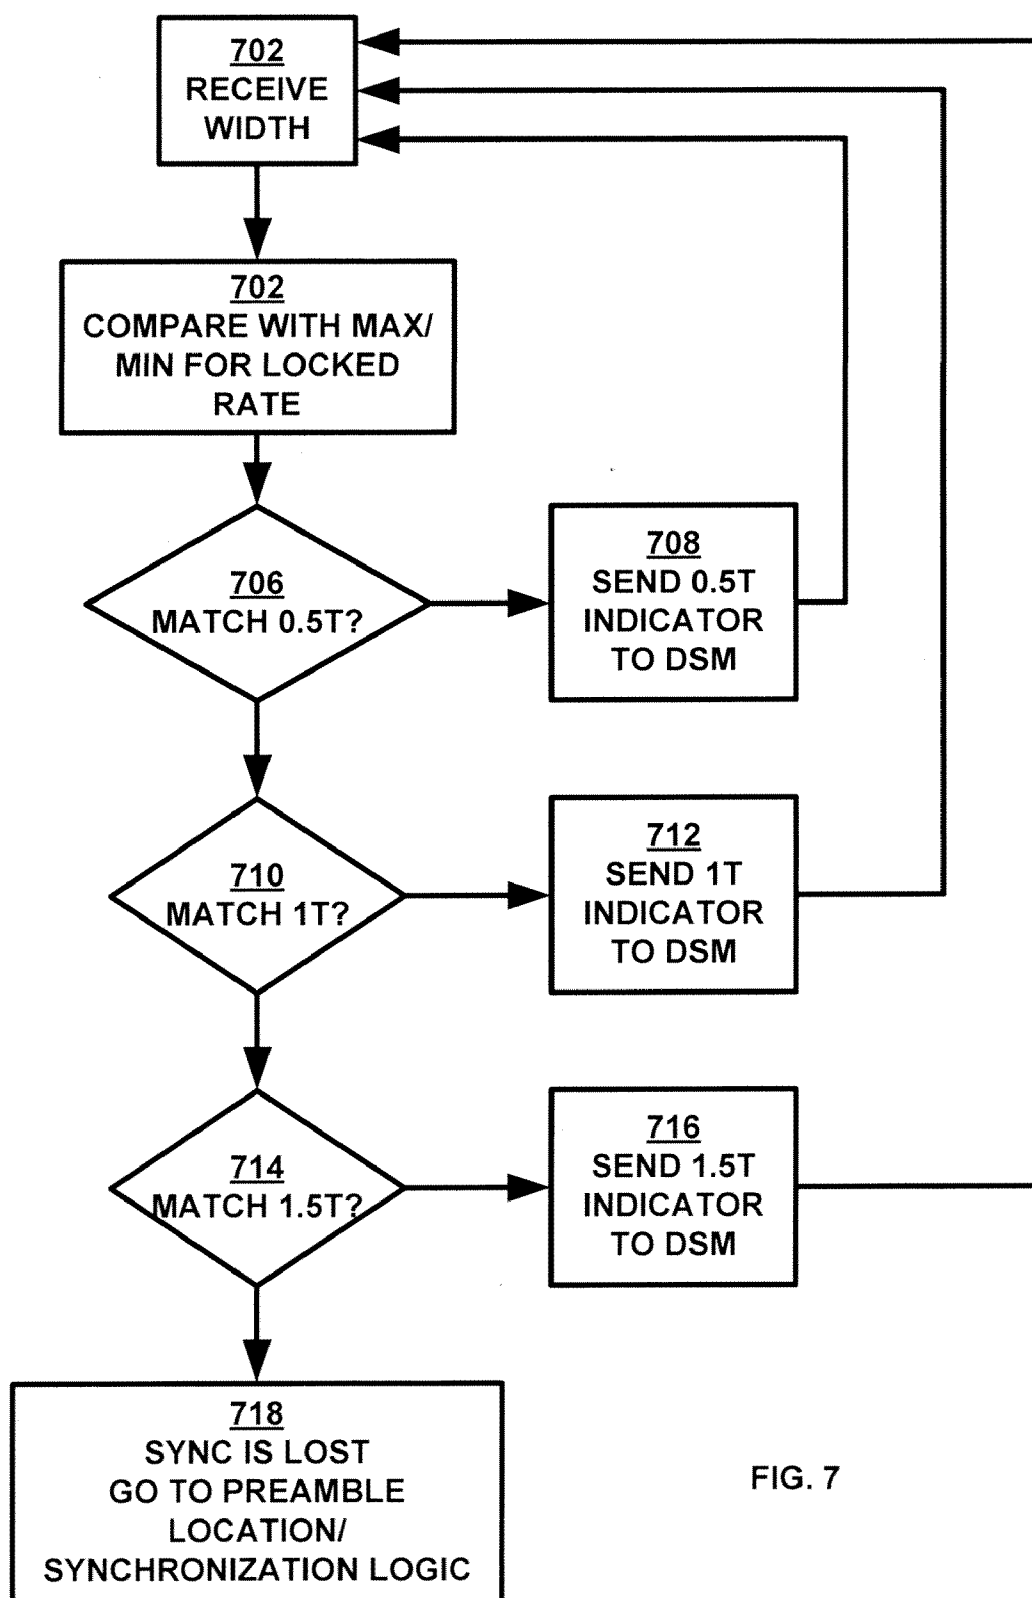 702
RECEIVE
WIDTH
702
COMPARE WITH MAX/
MIN FOR LOCKED
RATE
706
MATCH 0.5T?
708
SEND 0.5T
INDICATOR
TO DSM
710
MATCH 1T?
712
SEND 1T
INDICATOR
TO DSM
714
MATCH 1.5T?
716
SEND 1.5T
INDICATOR
TO DSM
718
SYNC IS LOST
GO TO PREAMBLE
LOCATION/
SYNCHRONIZATION LOGIC
FIG. 7